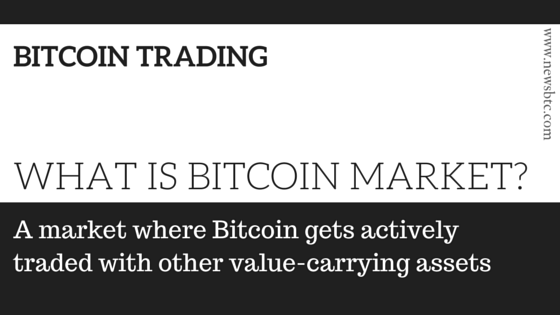 BITCOIN TRADING
www.newsbtc.com
WHAT IS BITCOIN MARKET?
A market where Bitcoin gets actively
traded with other value-carrying assets